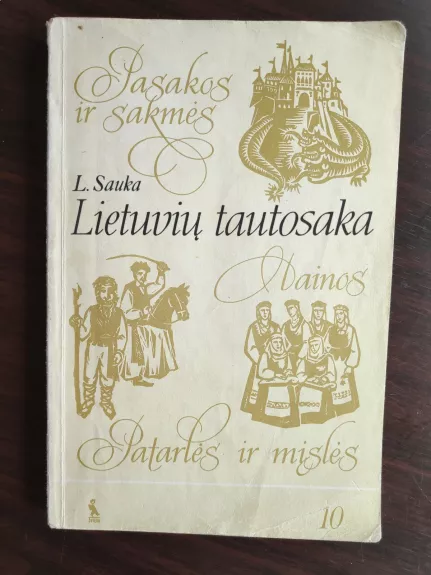 Pasakos
ir sakmės
L. Sauka
Lietuvių tautosaka
Dainos
Patarlės ir mįslės
10